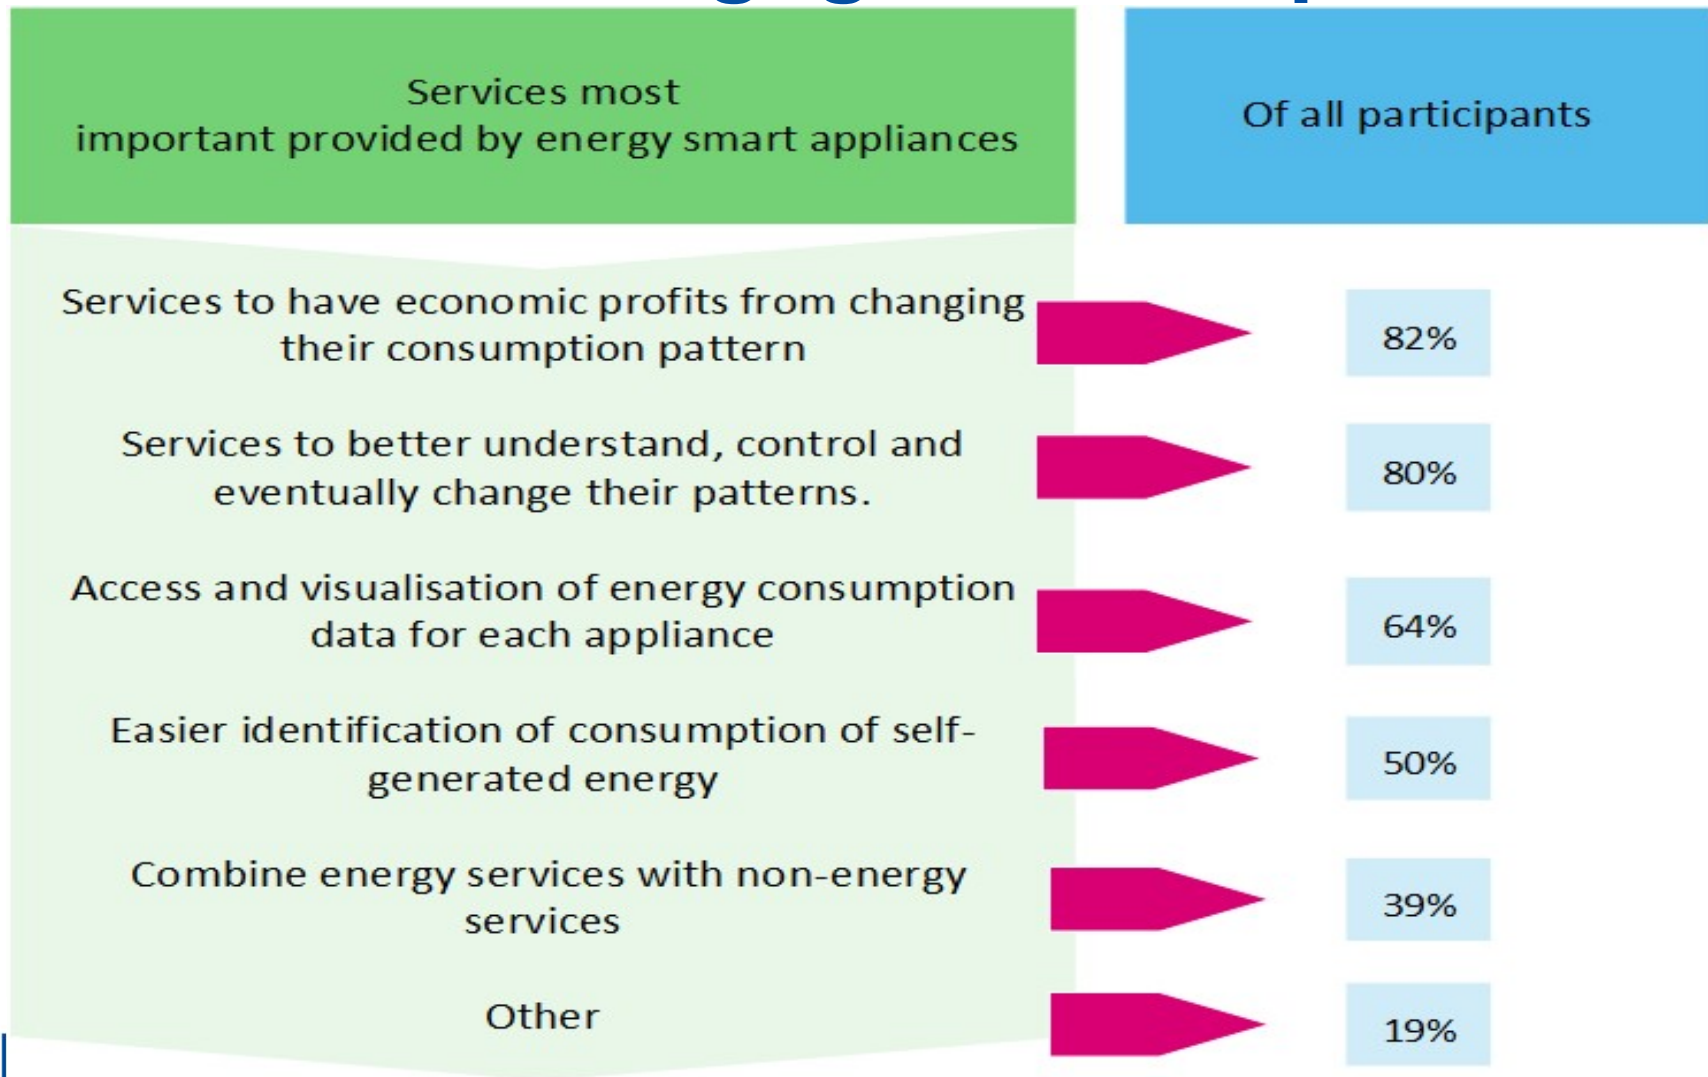 Services most
important provided by energy smart appliances
Of all participants
Services to have economic profits from changing
their consumption pattern
82%
Services to better understand, control and
eventually change their patterns.
80%
Access and visualisation of energy consumption
data for each appliance
64%
Easier identification of consumption of self-
generated energy
50%
Combine energy services with non-energy
services
39%
Other
19%